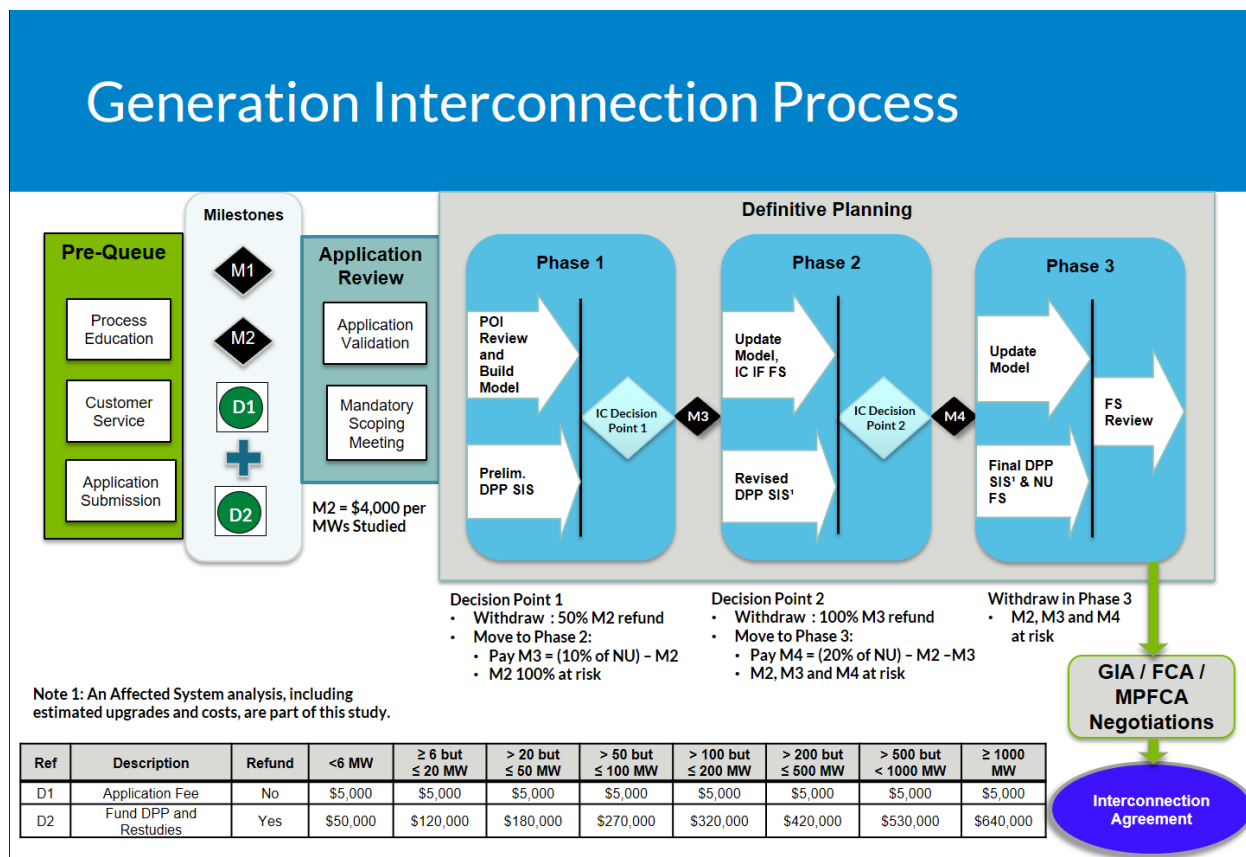 Generation Interconnection Process
Milestones
M1
M2
D1
D2
Pre-Queue
Process
Education
Customer
Service
Application
Submission
Application
Review
Application
Validation
Mandatory
Scoping
Meeting
M2 = $4,000 per
MWs Studied
Definitive Planning
Phase 1
POI
Review
and
Build
Model
Prelim.
DPP SIS
IC Decision
Point 1
M3
Phase 2
Update
Model,
IC IF FS
Revised
DPP SIS¹
IC Decision
Point 2
M4
Phase 3
Update
Model
Final DPP
SIS¹ & NU
FS
FS
Review
Decision Point 1
• Withdraw : 50% M2 refund
• Move to Phase 2:
• Pay M3 = (10% of NU) – M2
• M2 100% at risk
Decision Point 2
• Withdraw : 100% M3 refund
• Move to Phase 3:
• Pay M4 = (20% of NU) – M2 –M3
• M2, M3 and M4 at risk
Withdraw in Phase 3
• M2, M3 and M4
at risk
GIA / FCA /
MPFCA
Negotiations
Interconnection
Agreement
Note 1: An Affected System analysis, including
estimated upgrades and costs, are part of this study.
Ref Description Refund <6 MW ≥ 6 but ≤ 20 MW > 20 but ≤ 50 MW > 50 but ≤ 100 MW > 100 but ≤ 200 MW > 200 but ≤ 500 MW > 500 but < 1000 MW ≥ 1000 MW
D1 Application Fee No $5,000 $5,000 $5,000 $5,000 $5,000 $5,000 $5,000 $5,000
D2 Fund DPP and Restudies Yes $50,000 $120,000 $180,000 $270,000 $320,000 $420,000 $530,000 $640,000